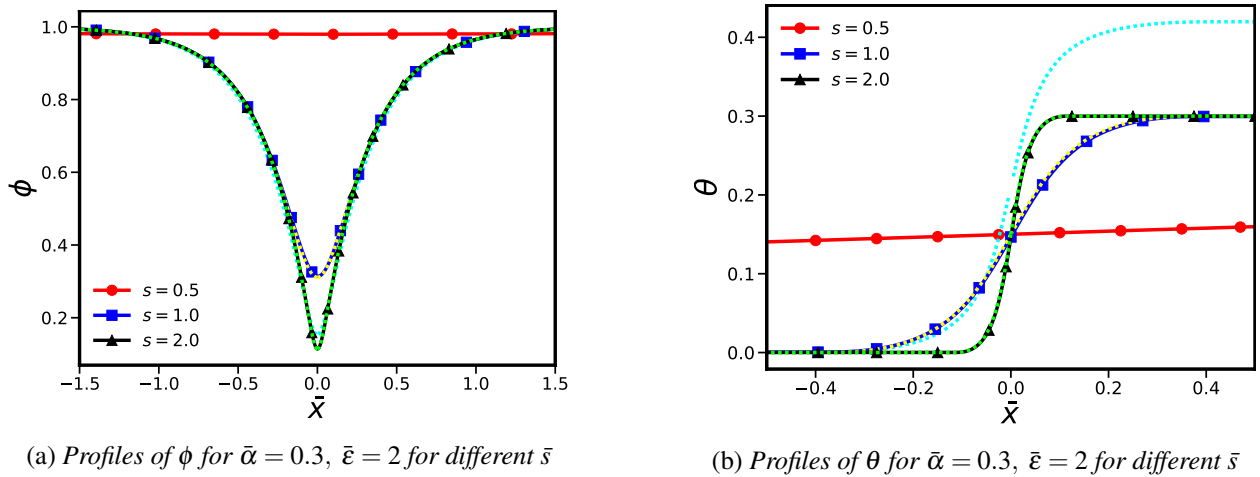 1.0
0.8
0.6
0.4
0.2
ϕ
s = 0.5
s = 1.0
s = 2.0
−1.5 −1.0 −0.5 0.0 0.5 1.0 1.5
x̄
(a) Profiles of ϕ for ᾱ = 0.3, ε̄ = 2 for different s̄
0.4
0.3
0.2
0.1
0.0
θ
s = 0.5
s = 1.0
s = 2.0
−0.4 −0.2 0.0 0.2 0.4
x̄
(b) Profiles of θ for ᾱ = 0.3, ε̄ = 2 for different s̄